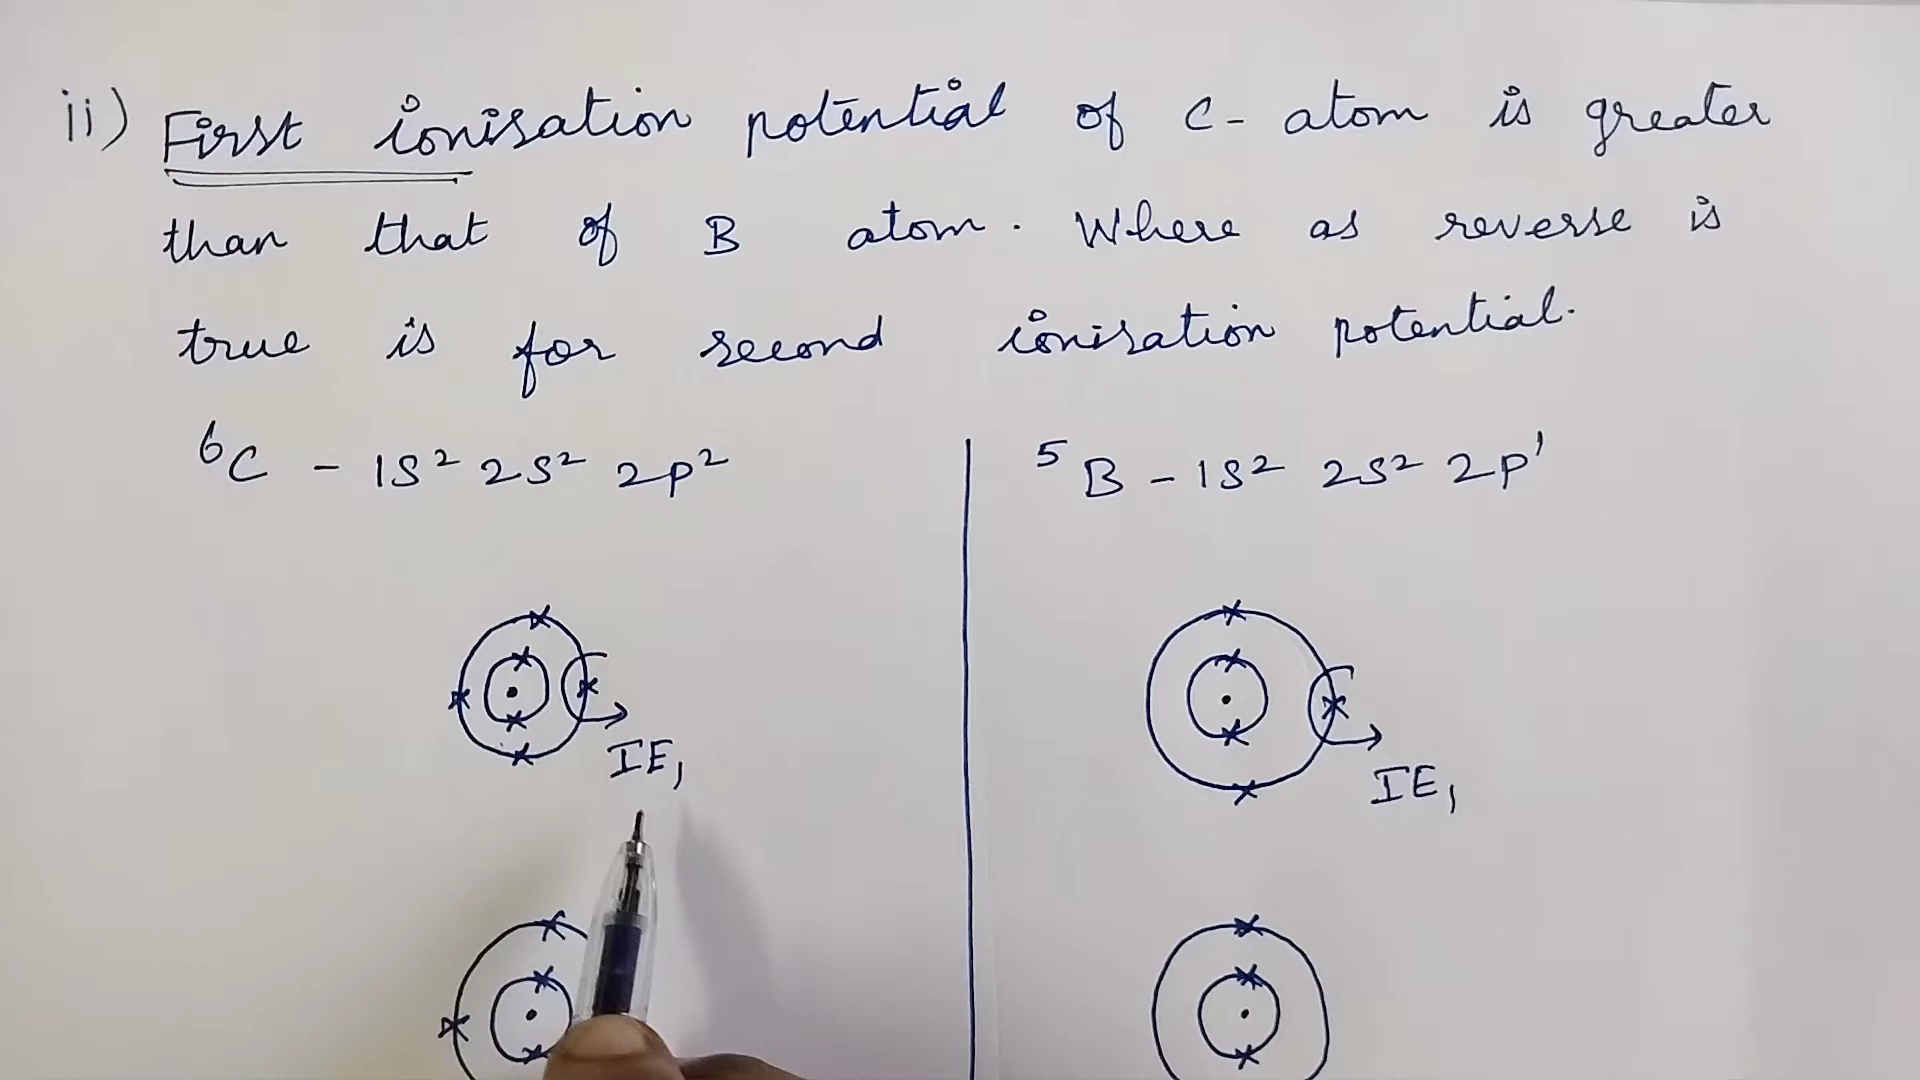 ii) First ionisation potential of C- atom is greater
than that of B atom. Where as reverse is
true is for second ionisation potential.
⁶C - 1S² 2S² 2P²
⁵B - 1S² 2S² 2P¹
IE₁
IE₁